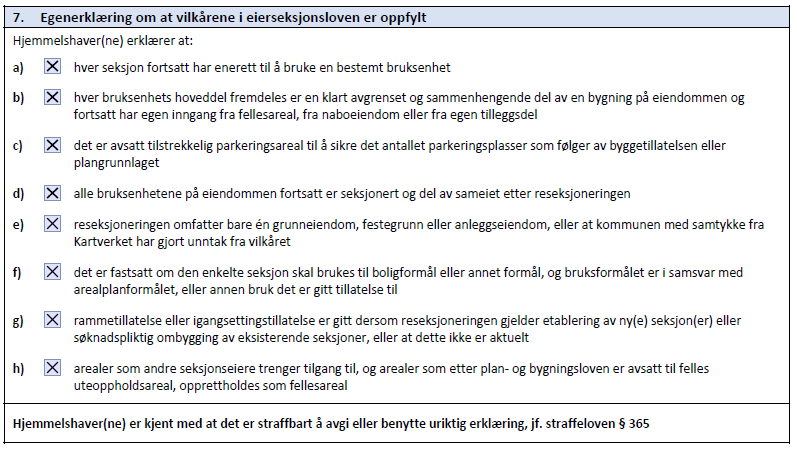 7. Egenerklæring om at vilkårene i eierseksjonsloven er oppfylt
Hjemmelshaver(ne) erklærer at:
a) hver seksjon fortsatt har enerett til å bruke en bestemt bruksenhet
b) hver bruksenhets hoveddel fremdeles er en klart avgrenset og sammenhengende del av en bygning på eiendommen og
fortsatt har egen inngang fra fellesareal, fra naboeiendom eller fra egen tilleggsdel
c) det er avsatt tilstrekkelig parkeringsareal til å sikre det antallet parkeringsplasser som følger av byggetillatelsen eller
plangrunnlaget
d) alle bruksenhetene på eiendommen fortsatt er seksjonert og del av sameiet etter reseksjoneringen
e) reseksjoneringen omfatter bare én grunneiendom, festegrunn eller anleggseiendom, eller at kommunen med samtykke fra
Kartverket har gjort unntak fra vilkåret
f) det er fastsatt om den enkelte seksjon skal brukes til boligformål eller annet formål, og bruksformålet er i samsvar med
arealplanformålet, eller annen bruk det er gitt tillatelse til
g) rammetillatelse eller igangsettingstillatelse er gitt dersom reseksjoneringen gjelder etablering av ny(e) seksjon(er) eller
søknadspliktig ombygging av eksisterende seksjoner, eller at dette ikke er aktuelt
h) arealer som andre seksjonseiere trenger tilgang til, og arealer som etter plan- og bygningsloven er avsatt til felles
uteoppholdsareal, opprettholdes som fellesareal
Hjemmelshaver(ne) er kjent med at det er straffbart å avgi eller benytte uriktig erklæring, jf. straffeloven § 365